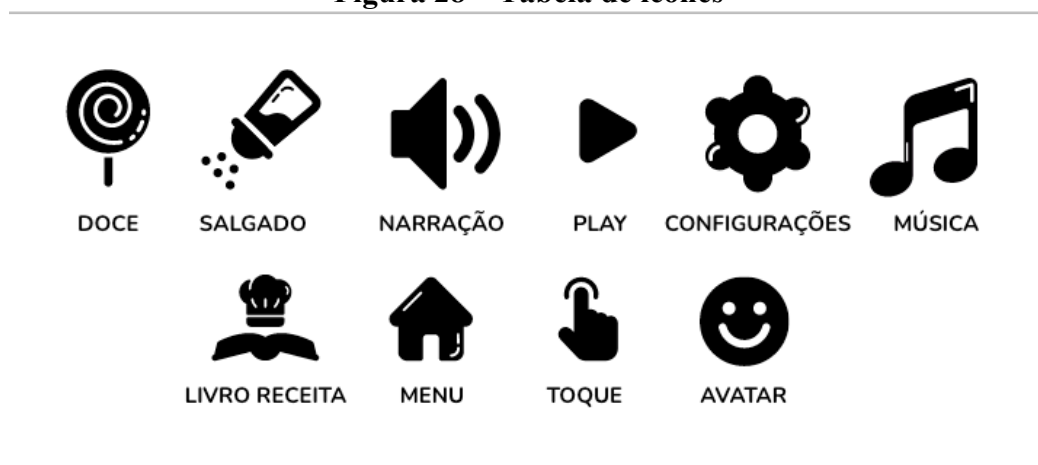 Figura 28 – Tabela de ícones
DOCE SALGADO NARRAÇÃO PLAY CONFIGURAÇÕES MÚSICA
LIVRO RECEITA MENU TOQUE AVATAR